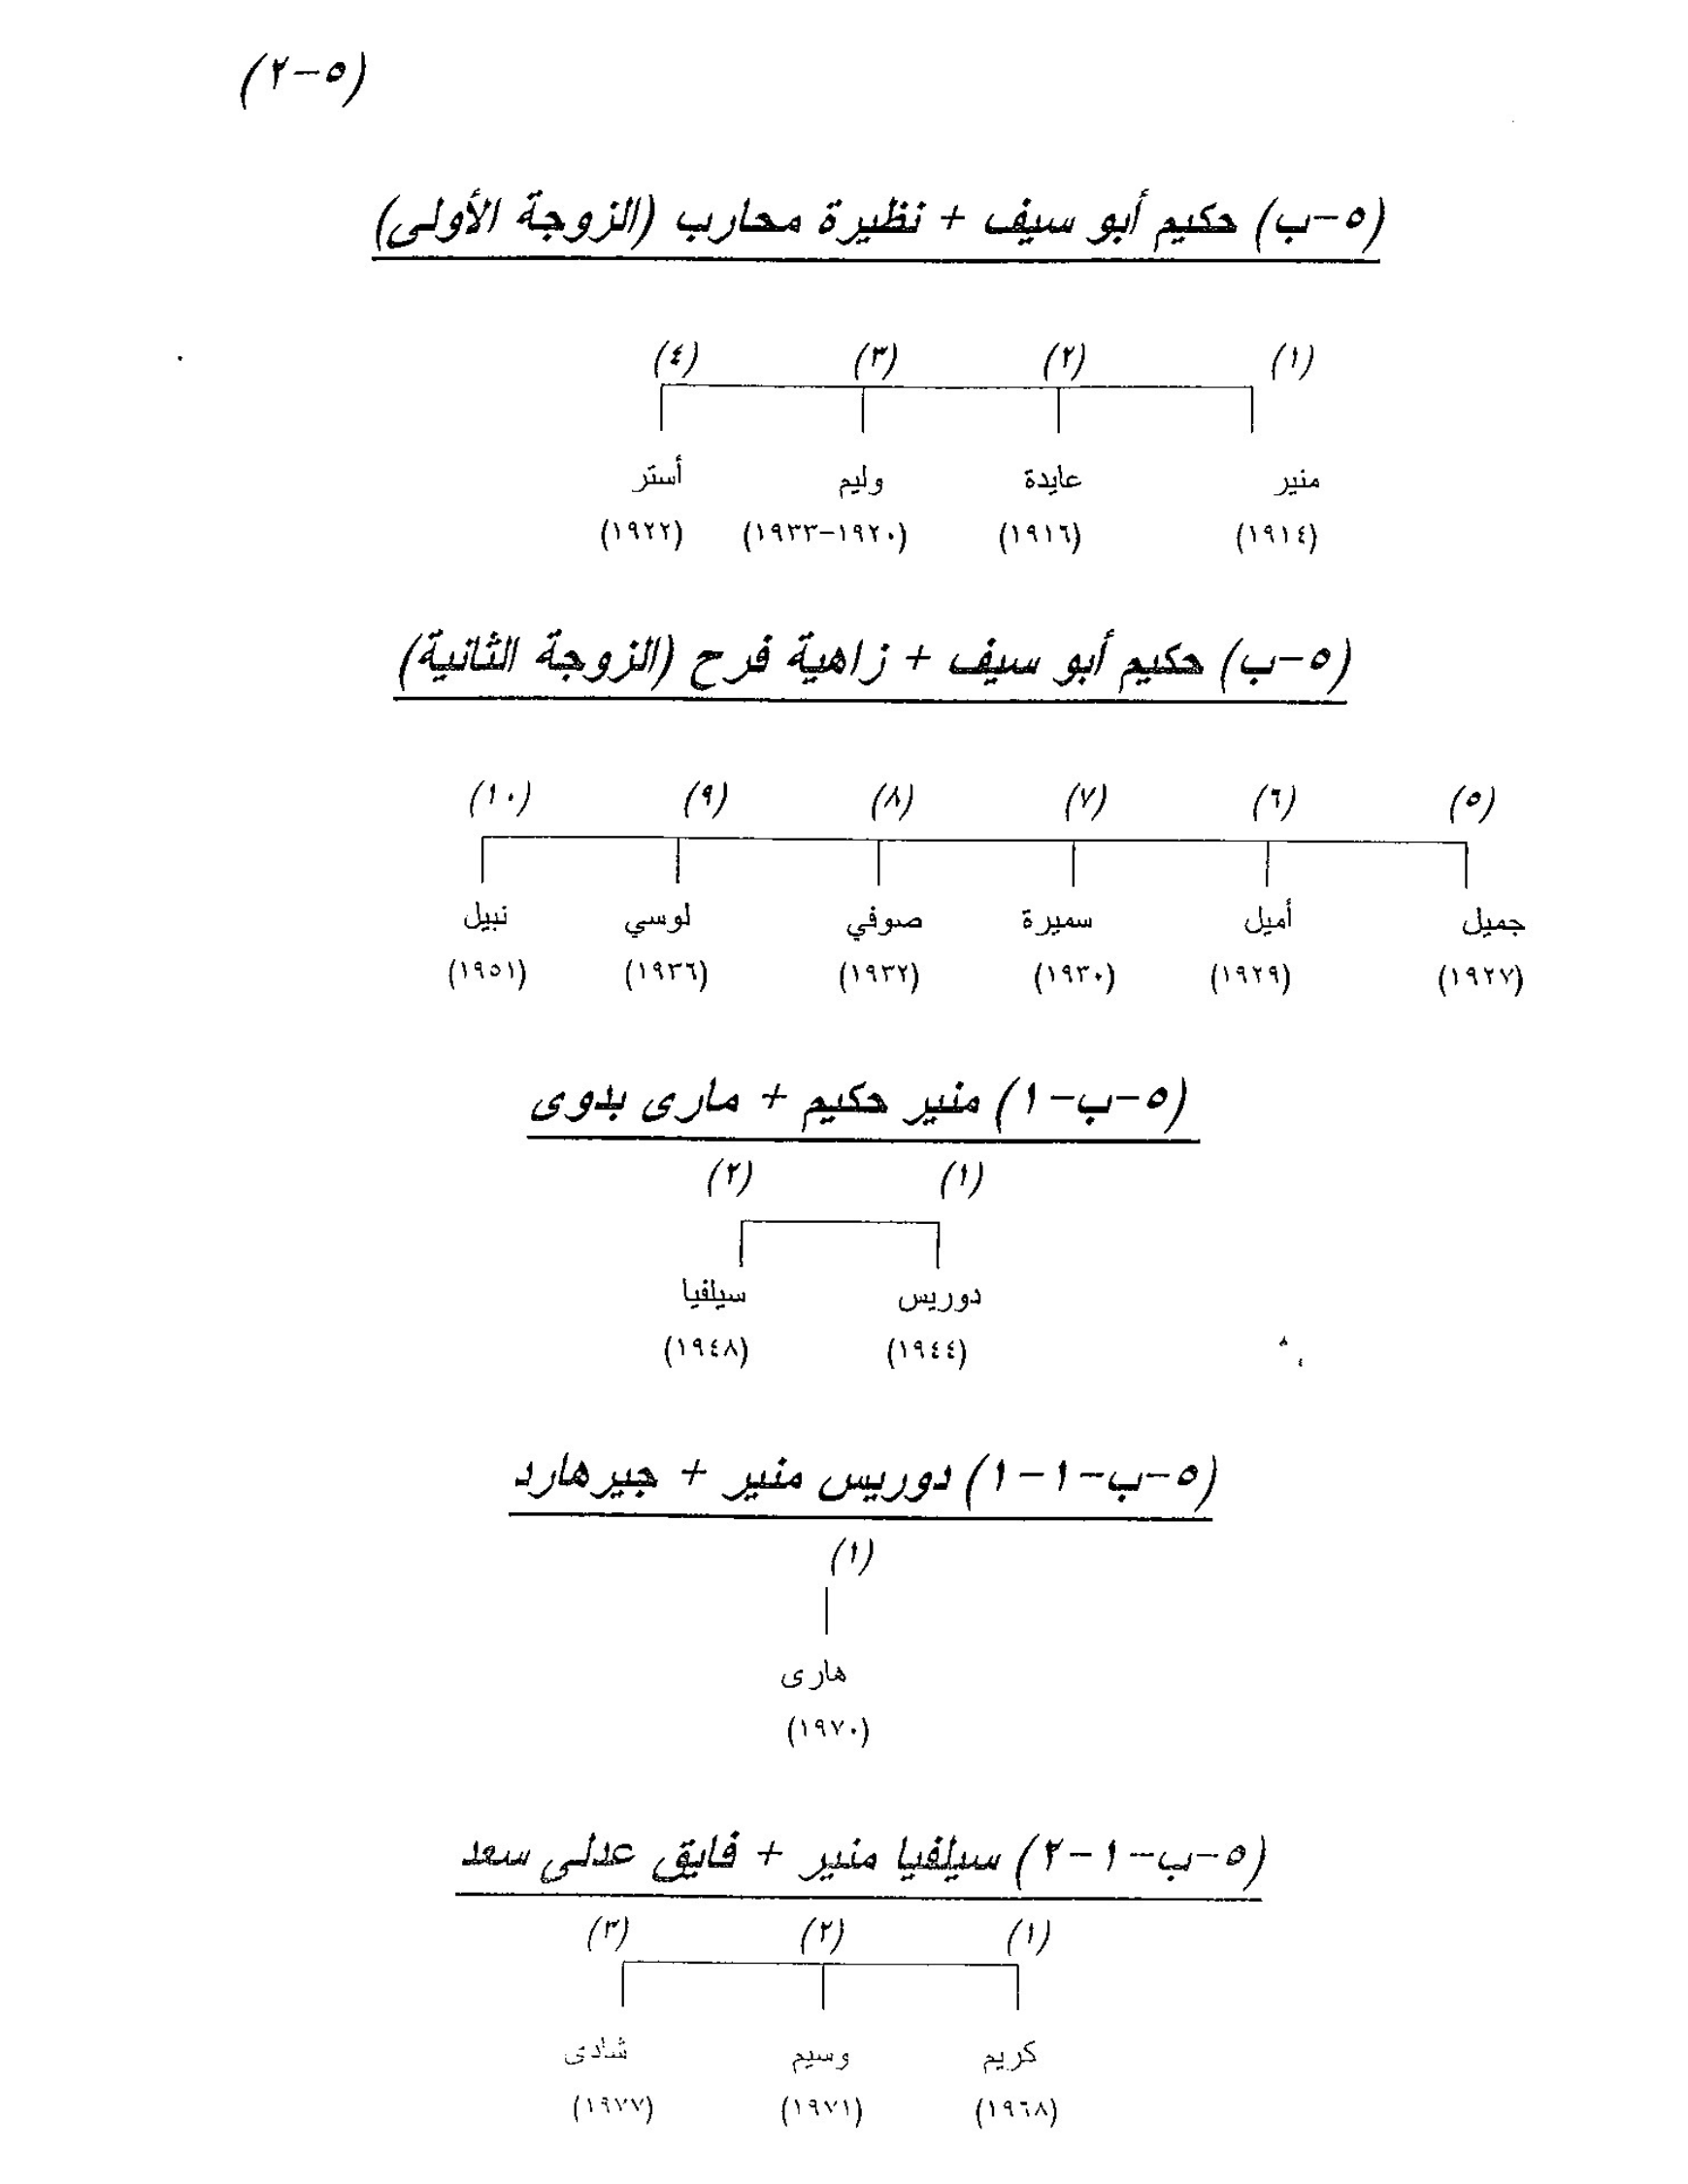 (٥-٢)
(٥-ب) حكيم أبو سيف + نظيرة محارب (الزوجة الأولى)
(١) (٢) (٣) (٤)
منير عايدة وليم أستر
(١٩١٤) (١٩١٦) (١٩٢٠-١٩٣٣) (١٩٢٢)
(٥-ب) حكيم أبو سيف + زاهية فرح (الزوجة الثانية)
(٥) (٦) (٧) (٨) (٩) (١٠)
جميل أميل سميرة صوفي لوسي نبيل
(١٩٢٧) (١٩٢٩) (١٩٣٠) (١٩٣٢) (١٩٣٦) (١٩٥١)
(٥-ب-١) منير حكيم + مارى بدوى
(١) (٢)
دوريس سيلفيا
(١٩٤٤) (١٩٤٨)
(٥-ب-١-١) دوريس منير + جيرهارد
(١)
هارى
(١٩٧٠)
(٥-ب-١-٢) سيلفيا منير + فايق عدلى سعد
(١) (٢) (٣)
كريم وسيم شادى
(١٩٦٨) (١٩٧١) (١٩٧٧)